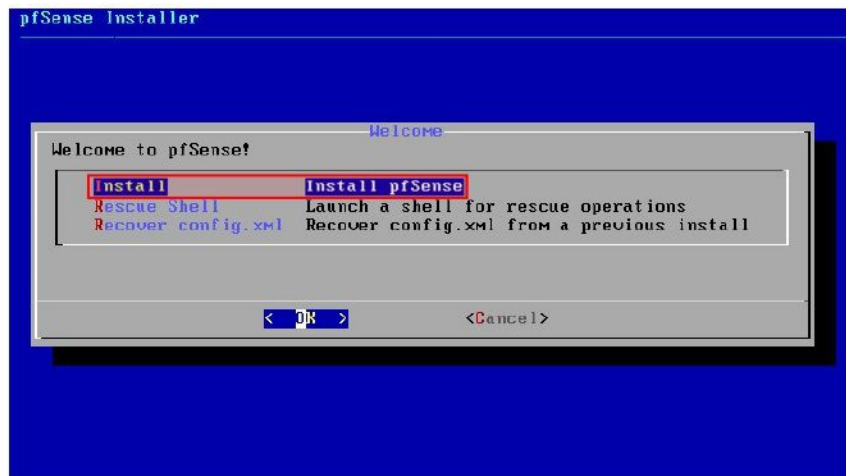 pfSense Installer
Welcome
Welcome to pfSense!
Install Install pfSense
Rescue Shell Launch a shell for rescue operations
Recover config.xml Recover config.xml from a previous install
< OK > <Cancel>